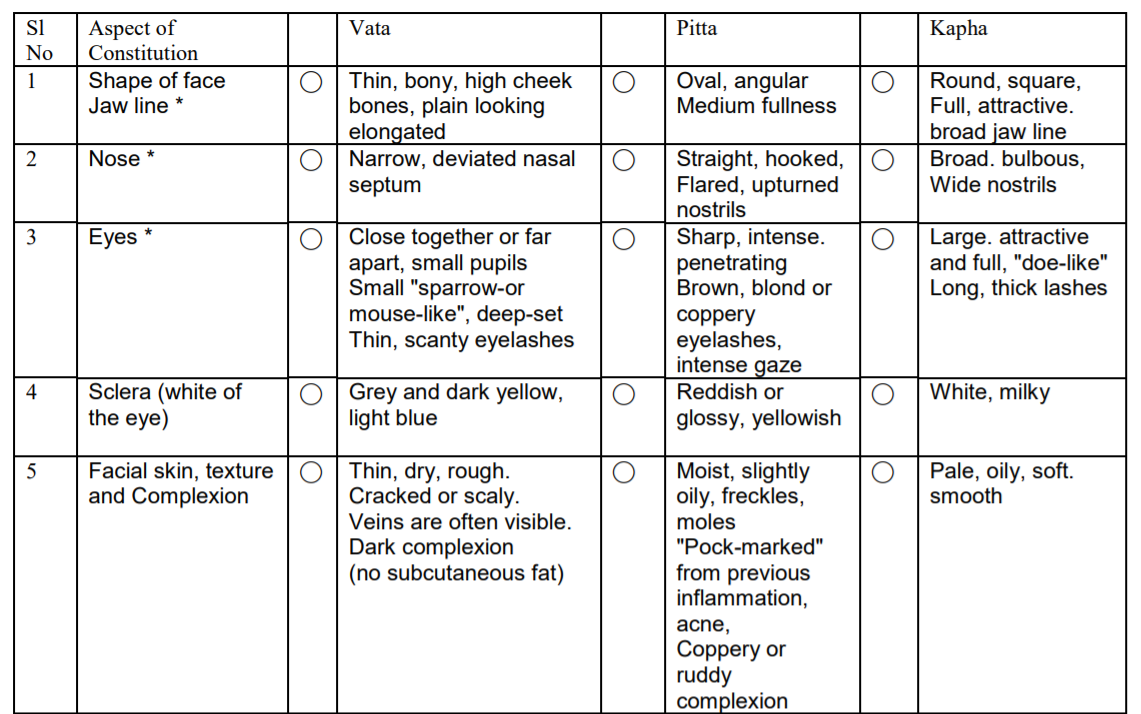 Sl No
Aspect of Constitution
Vata
Pitta
Kapha
1
Shape of face
Jaw line *
Thin, bony, high cheek
bones, plain looking
elongated
Oval, angular
Medium fullness
Round, square,
Full, attractive.
broad jaw line
2
Nose *
Narrow, deviated nasal
septum
Straight, hooked,
Flared, upturned
nostrils
Broad. bulbous,
Wide nostrils
3
Eyes *
Close together or far
apart, small pupils
Small "sparrow-or
mouse-like", deep-set
Thin, scanty eyelashes
Sharp, intense.
penetrating
Brown, blond or
coppery
eyelashes,
intense gaze
Large. attractive
and full, "doe-like"
Long, thick lashes
4
Sclera (white of
the eye)
Grey and dark yellow,
light blue
Reddish or
glossy, yellowish
White, milky
5
Facial skin, texture
and Complexion
Thin, dry, rough.
Cracked or scaly.
Veins are often visible.
Dark complexion
(no subcutaneous fat)
Moist, slightly
oily, freckles,
moles
"Pock-marked"
from previous
inflammation,
acne,
Coppery or
ruddy
complexion
Pale, oily, soft.
smooth